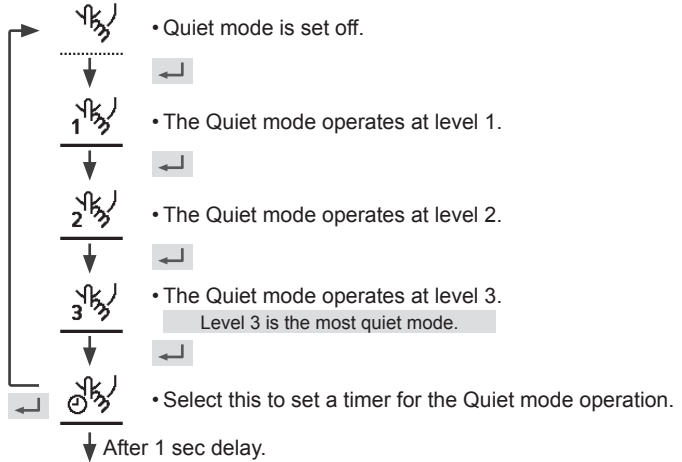 • Quiet mode is set off.
1
• The Quiet mode operates at level 1.
2
• The Quiet mode operates at level 2.
3
• The Quiet mode operates at level 3.
Level 3 is the most quiet mode.
• Select this to set a timer for the Quiet mode operation.
After 1 sec delay.